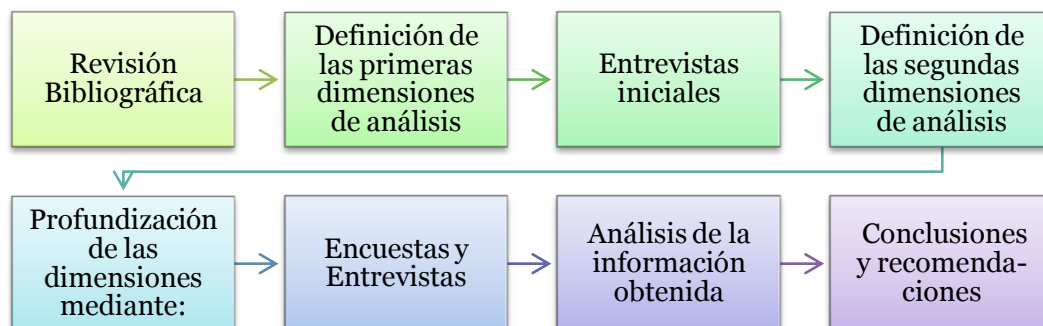 Revisión
Bibliográfica
Definición de
las primeras
dimensiones
de análisis
Entrevistas
iniciales
Definición de
las segundas
dimensiones
de análisis
Profundización
de las
dimensiones
mediante:
Encuestas y
Entrevistas
Análisis de la
información
obtenida
Conclusiones
y recomenda-
ciones